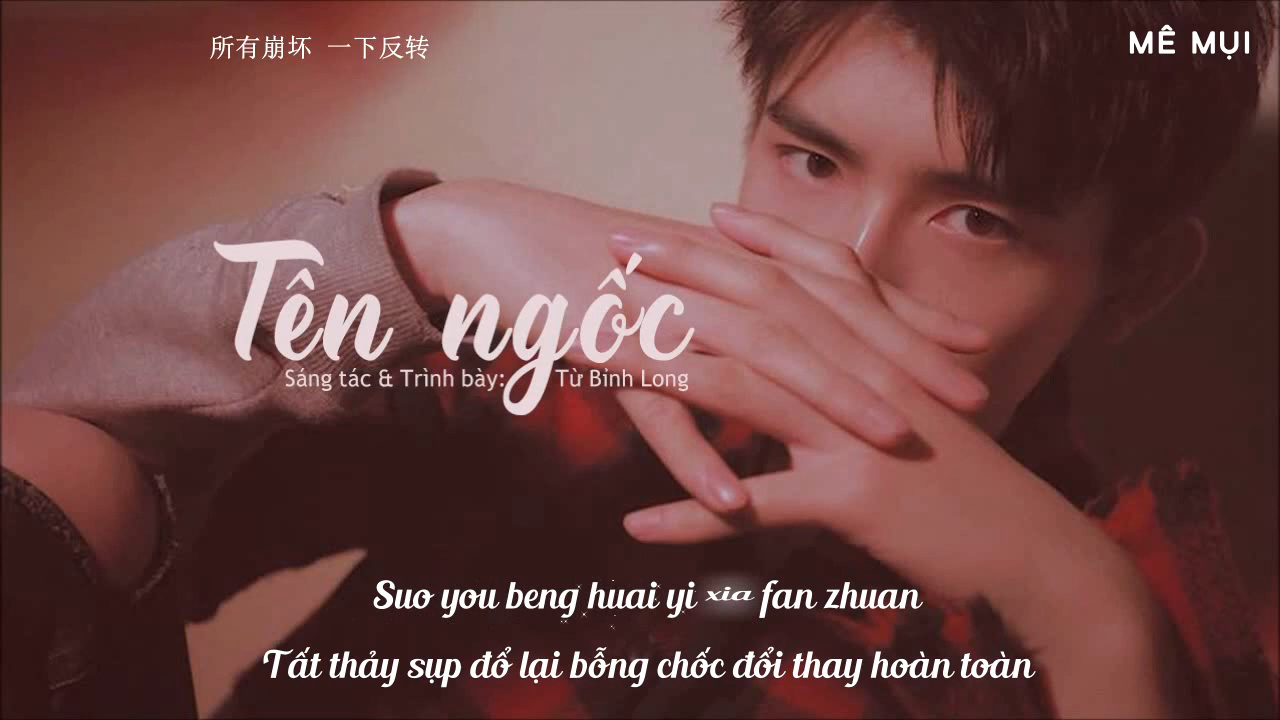 所有崩坏 一下反转
MÊ MỤI
Tên ngốc
Sáng tác & Trình bày: Từ Bỉnh Long
Suo you beng huai yi xia fan zhuan
Tất thảy sụp đổ lại bỗng chốc đổi thay hoàn toàn